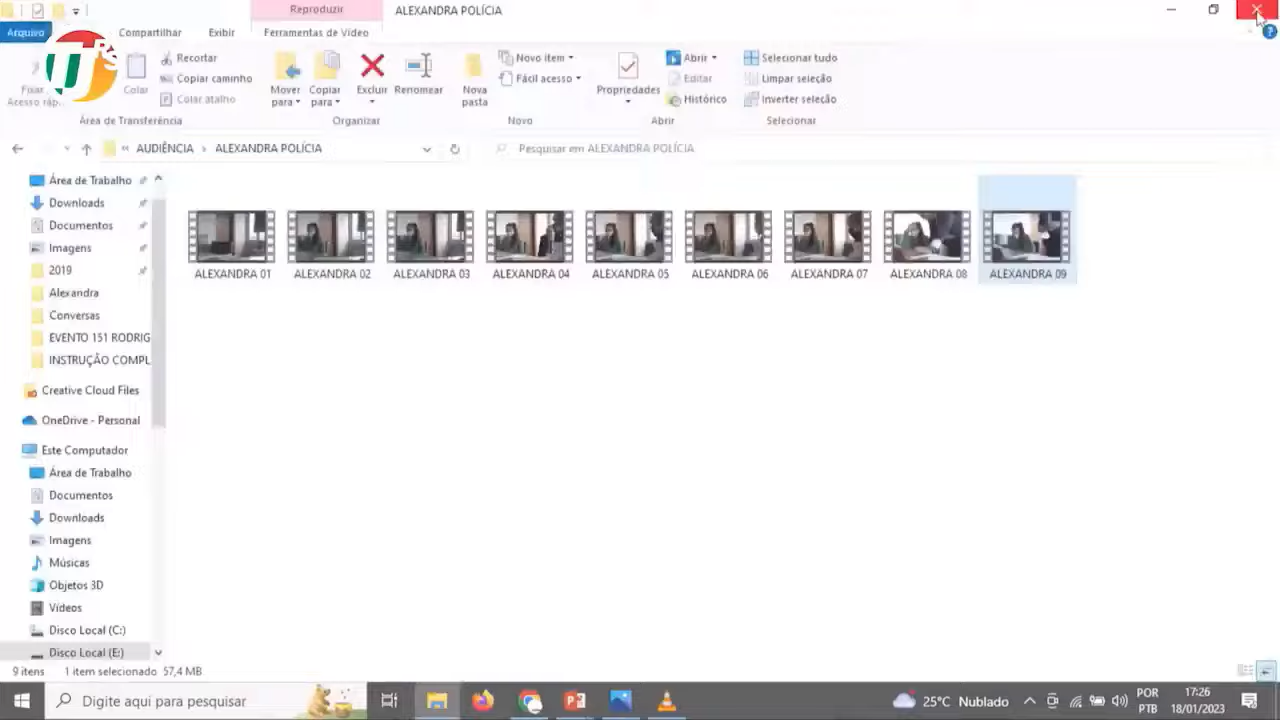 Reproduzir
ALEXANDRA POLÍCIA
Arquivo
Compartilhar
Exibir
Ferramentas de Vídeo
Fixar
Acesso ráp
Colar
Recortar
Copiar caminho
Colar atalho
Mover para
Copiar para
Excluir
Renomear
Nova pasta
Novo item
Fácil acesso
Propriedades
Abrir
Editar
Histórico
Selecionar tudo
Limpar seleção
Inverter seleção
Área de Transferência
Organizar
Novo
Abrir
Selecionar
« AUDIÊNCIA > ALEXANDRA POLÍCIA
Pesquisar em ALEXANDRA POLÍCIA
Área de Trabalho
Downloads
Documentos
Imagens
2019
Alexandra
Conversas
EVENTO 151 RODRIG
INSTRUÇÃO COMPL
Creative Cloud Files
OneDrive - Personal
Este Computador
Área de Trabalho
Documentos
Downloads
Imagens
Músicas
Objetos 3D
Vídeos
Disco Local (C:)
Disco Local (E:)
ALEXANDRA 01
ALEXANDRA 02
ALEXANDRA 03
ALEXANDRA 04
ALEXANDRA 05
ALEXANDRA 06
ALEXANDRA 07
ALEXANDRA 08
ALEXANDRA 09
9 itens
1 item selecionado 57,4 MB
Digite aqui para pesquisar
25°C Nublado
POR
PTB
17:26
18/01/2023